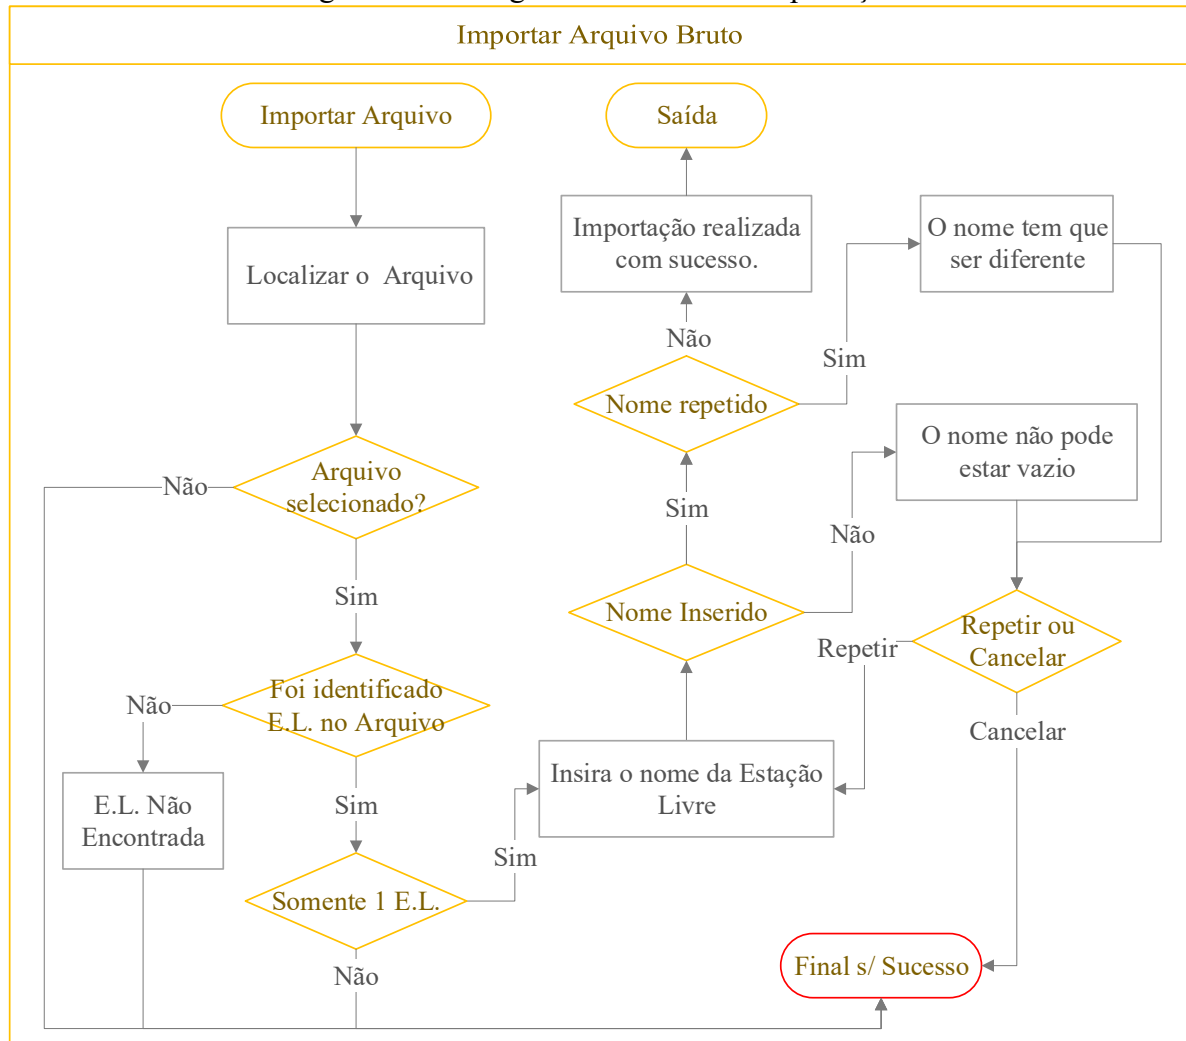 Importar Arquivo Bruto
Importar Arquivo
Localizar o Arquivo
Arquivo
selecionado?
Não
Sim
Foi identificado
E.L. no Arquivo
Não
E.L. Não
Encontrada
Sim
Somente 1 E.L.
Sim
Não
Saída
Importação realizada
com sucesso.
Não
Nome repetido
Sim
O nome tem que
ser diferente
Sim
Nome Inserido
Não
O nome não pode
estar vazio
Repetir ou
Cancelar
Repetir
Cancelar
Insira o nome da Estação
Livre
Final s/ Sucesso